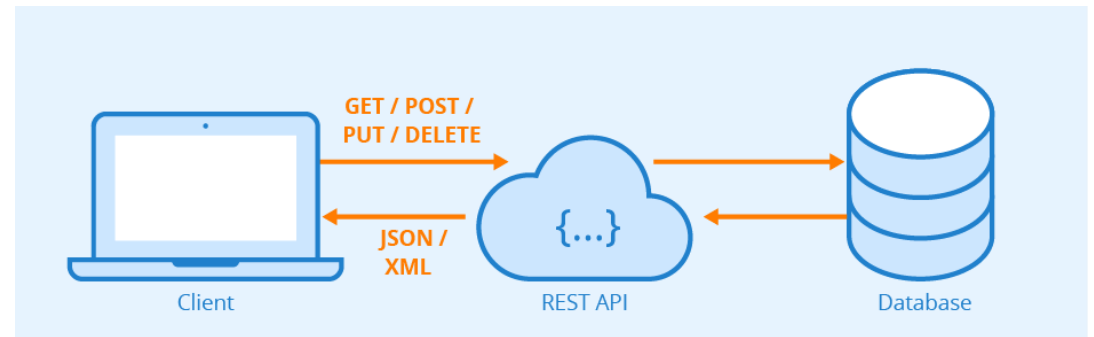 GET / POST /
PUT / DELETE
{...}
JSON /
XML
Client
REST API
Database